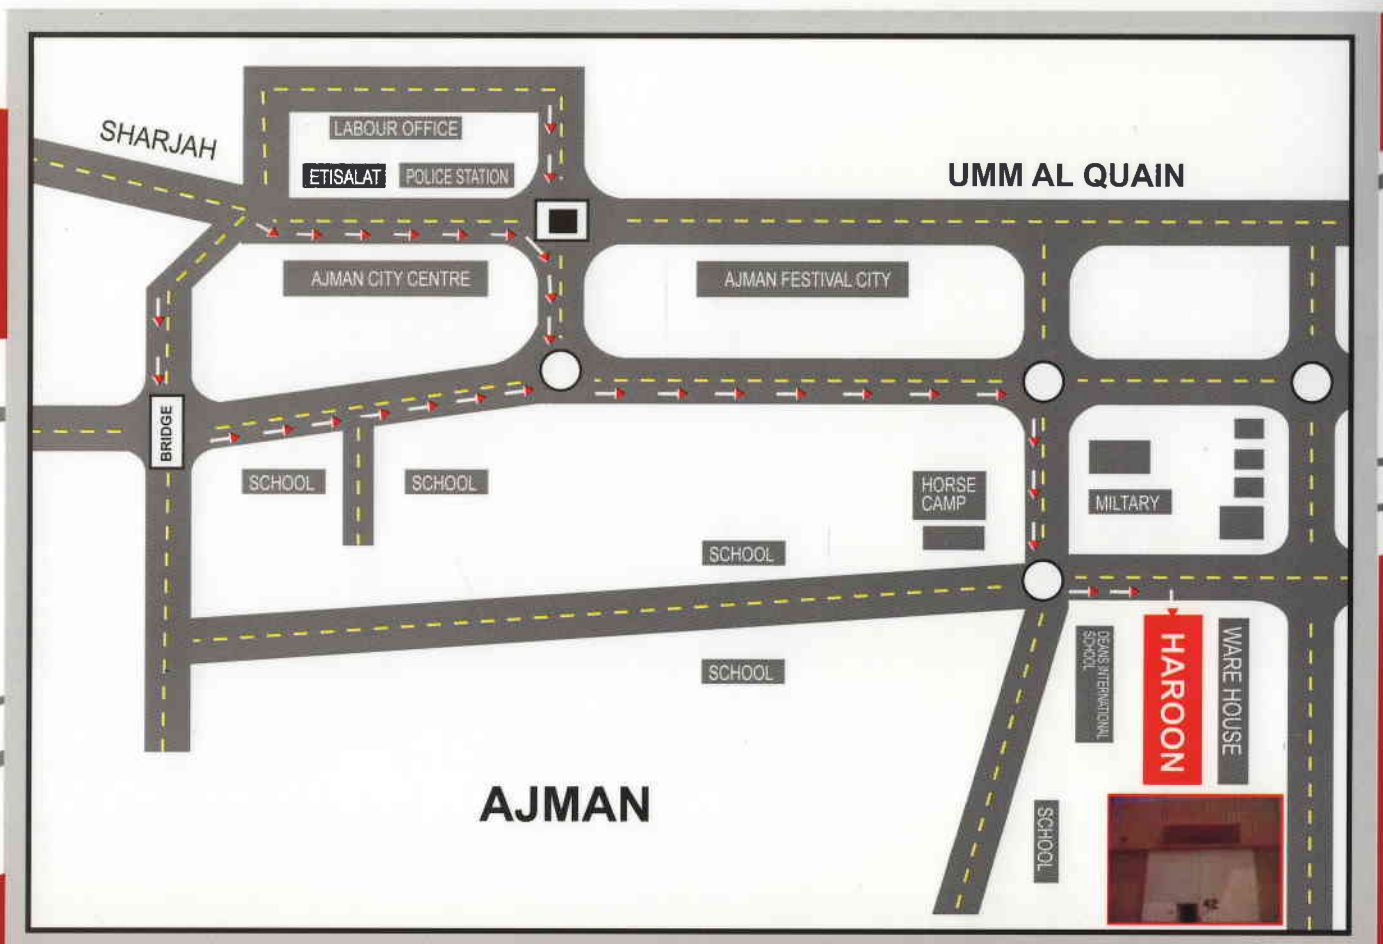 SHARJAH
LABOUR OFFICE
ETISALAT
POLICE STATION
UMM AL QUAIN
AJMAN CITY CENTRE
AJMAN FESTIVAL CITY
BRIDGE
SCHOOL
SCHOOL
HORSE
CAMP
MILTARY
SCHOOL
SCHOOL
DEANS INTERNATIONAL
SCHOOL
HAROON
WARE HOUSE
AJMAN
SCHOOL
42